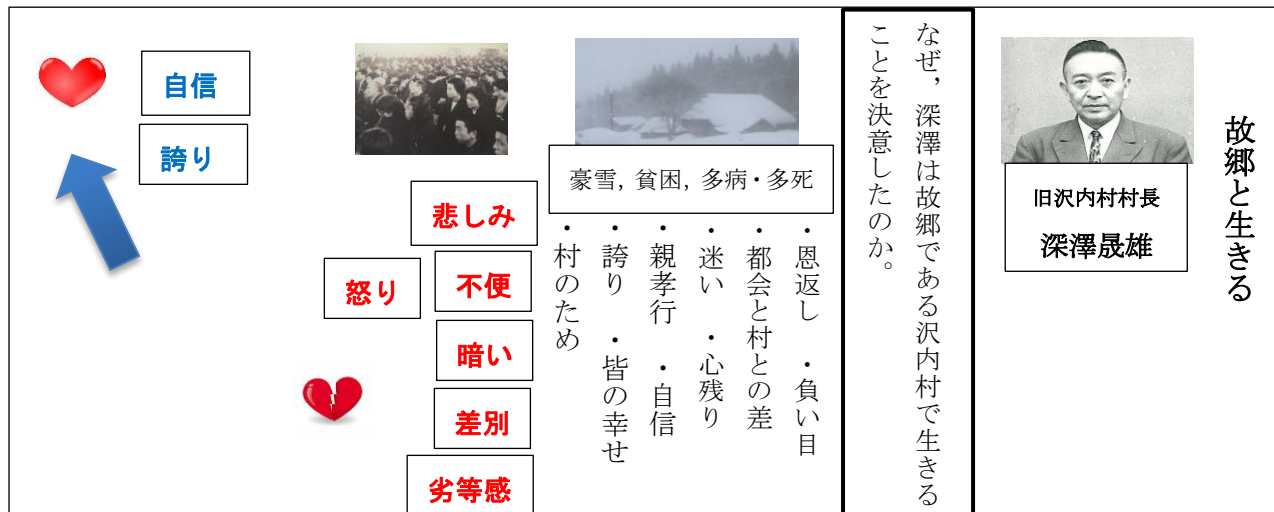 故郷と生きる
旧沢内村村長
深澤晟雄
なぜ，深澤は故郷である沢内村で生きる
ことを決意したのか。
豪雪，貧困，多病・多死
・恩返し　・負い目
・都会と村との差
・迷い　・心残り
・親孝行　・自信
・誇り　・皆の幸せ
・村のため
悲しみ
不便
怒り
暗い
差別
劣等感
自信
誇り